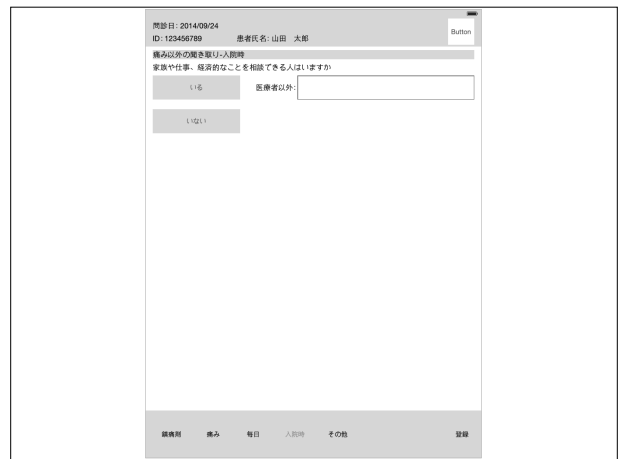 問診日: 2014/09/24
ID: 123456789 患者氏名: 山田 太郎
Button
痛み以外の聞き取り-入院時
家族や仕事、経済的なことを相談できる人はいますか
いる 医療者以外:
いない
鎮痛剤 痛み 毎日 入院時 その他 登録